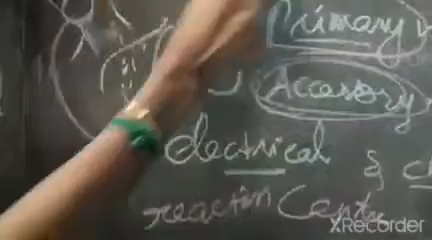 Primary
Accessory
electrical &
reaction Centre
XRecorder